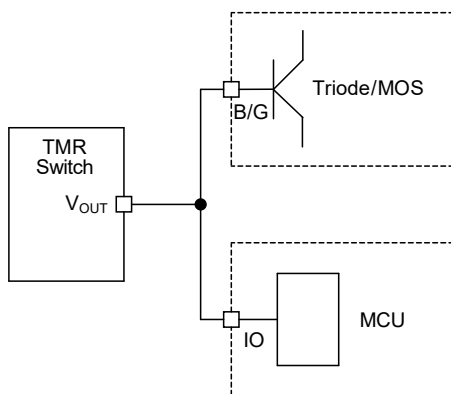 Triode/MOS
B/G
TMR
Switch
VOUT
MCU
IO